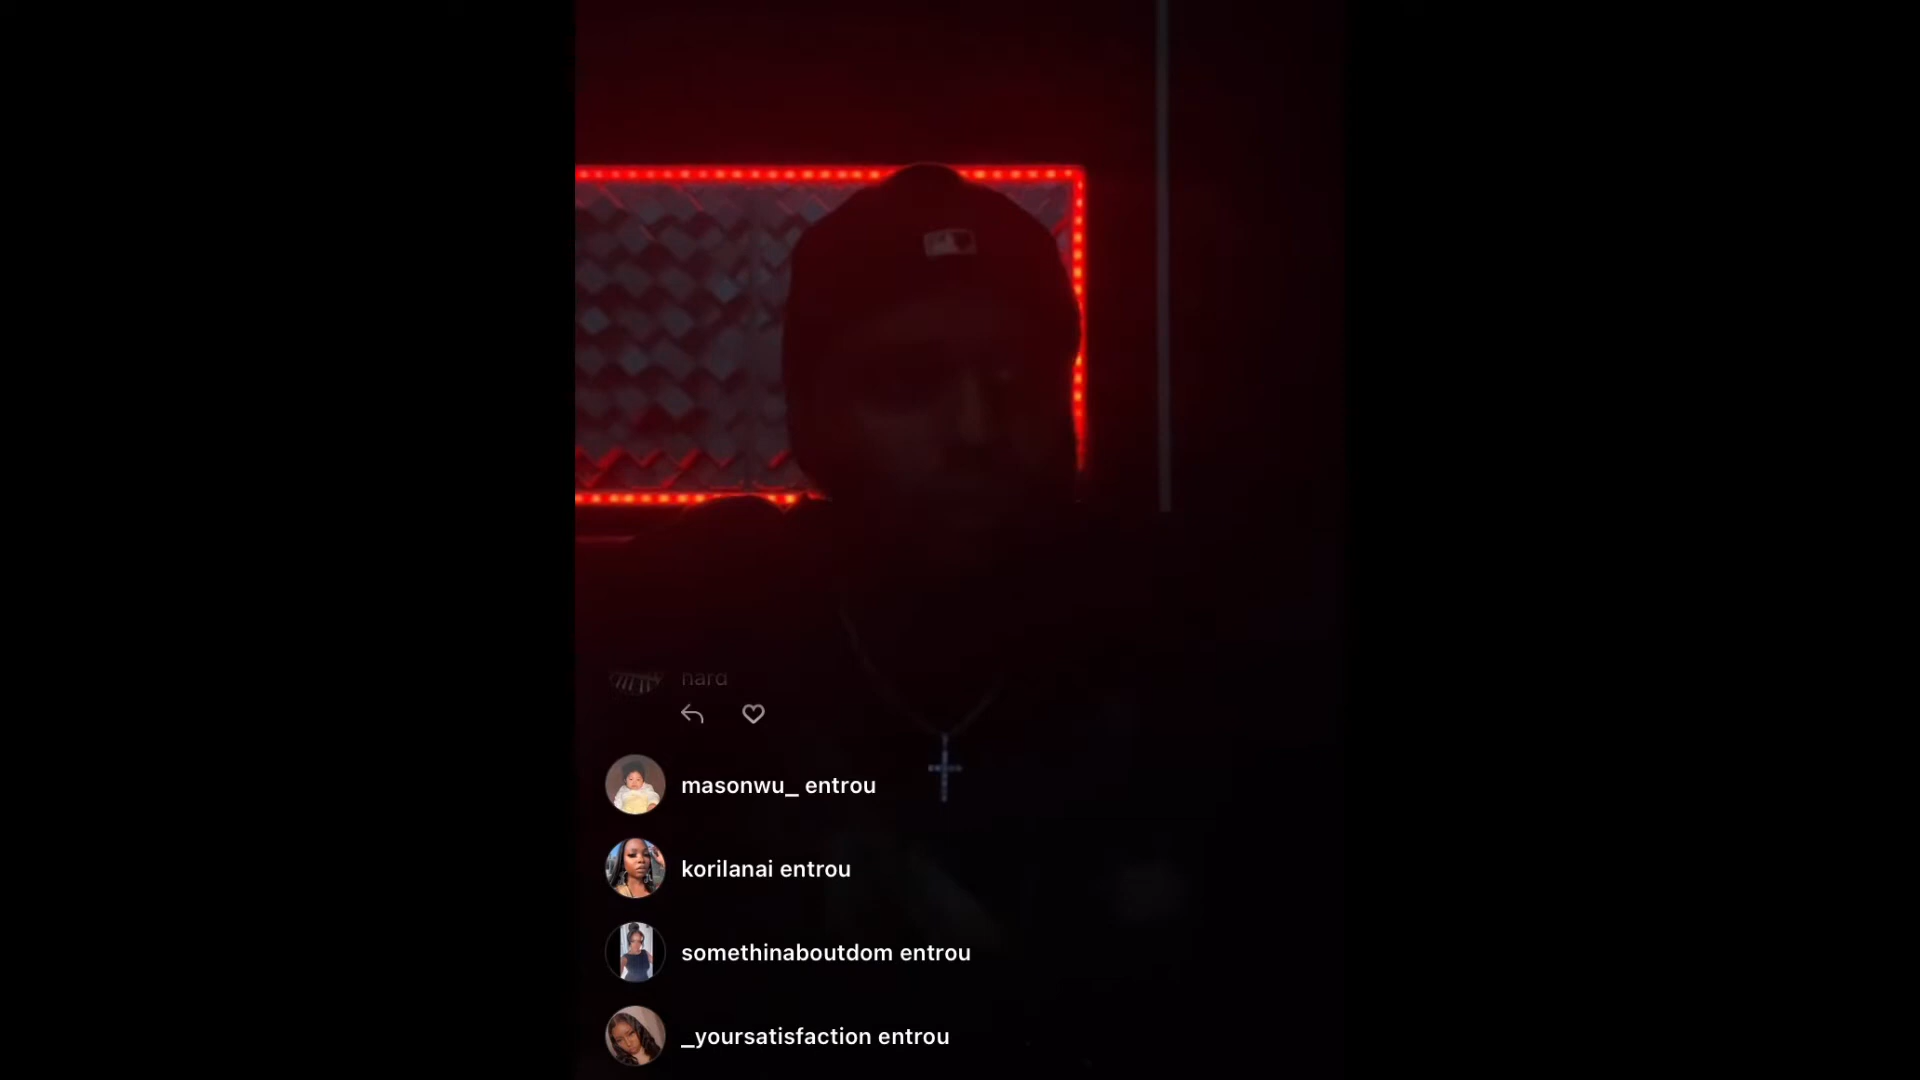 hard
masonwu_ entrou
korilanai entrou
somethinaboutdom entrou
_yoursatisfaction entrou